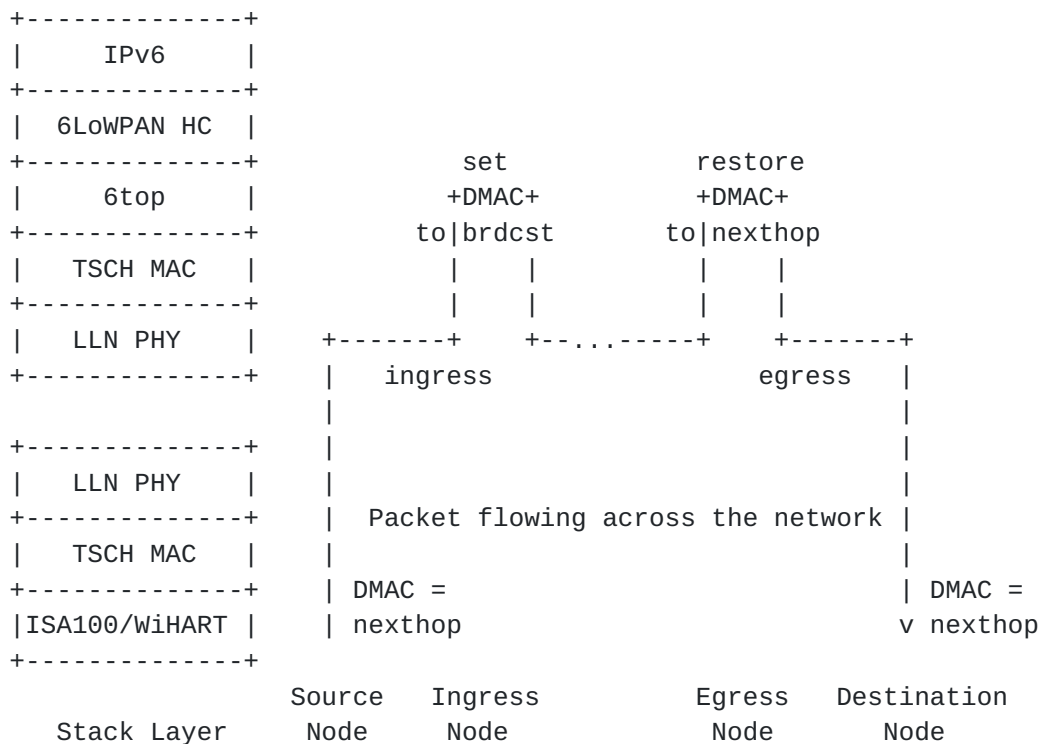 +--------------+
|     IPv6     |
+--------------+
|  6LoWPAN HC  |
+--------------+             set            restore
|     6top     |            +DMAC+          +DMAC+
+--------------+          to|brdcst       to|nexthop
|   TSCH MAC   |            |    |          |    |
+--------------+            |    |          |    |
|   LLN PHY    |    +-------+    +--...-----+    +-------+
+--------------+    |   ingress                 egress   |
                    |                                    |
+--------------+    |                                    |
|   LLN PHY    |    |                                    |
+--------------+    |  Packet flowing across the network |
|   TSCH MAC   |    |                                    |
+--------------+    | DMAC =                             | DMAC =
|ISA100/WiHART |    | nexthop                            v nexthop
+--------------+
                  Source   Ingress          Egress   Destination
   Stack Layer     Node     Node             Node       Node